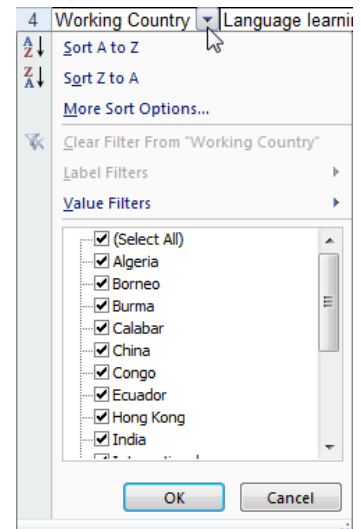 4 Working Country Language learni
A Z Sort A to Z
Z A Sort Z to A
More Sort Options...
Clear Filter From "Working Country"
Label Filters
Value Filters
(Select All)
Algeria
Borneo
Burma
Calabar
China
Congo
Ecuador
Hong Kong
India
OK Cancel